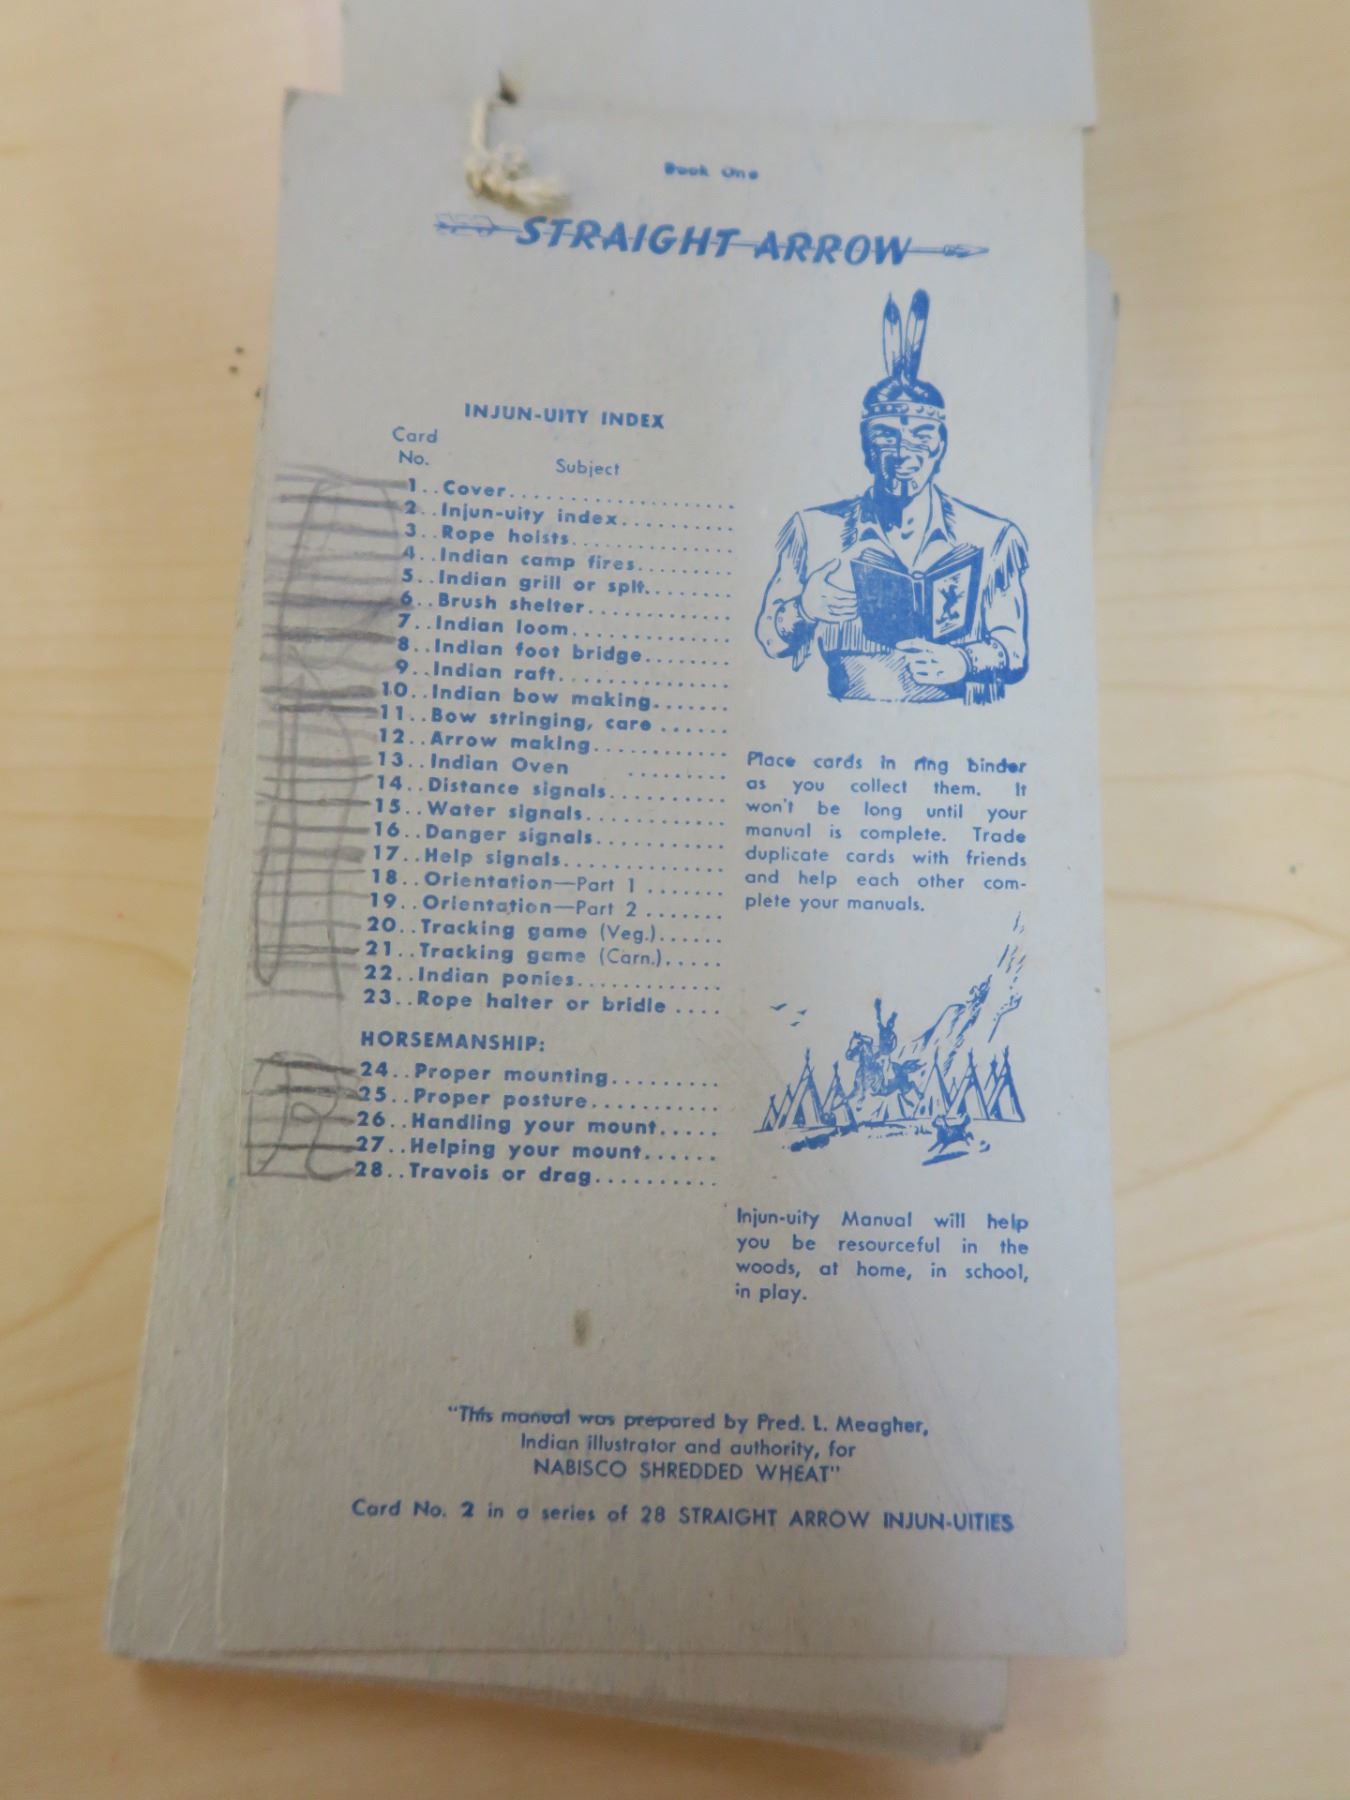 Book One
STRAIGHT ARROW
INJUN-UITY INDEX
Card
No. Subject
1..Cover....................
2..Injun-uity index..........
3..Rope hoists...............
4..Indian camp fires.........
5..Indian grill or spit........
6..Brush shelter.............
7..Indian loom..............
8..Indian foot bridge........
9..Indian raft...............
10..Indian bow making.......
11..Bow stringing, care ......
12..Arrow making............
13..Indian Oven ........
14..Distance signals..........
15..Water signals............
16..Danger signals...........
17..Help signals..............
18..Orientation—Part 1 .......
19..Orientation—Part 2 .......
20..Tracking game (Veg.)......
21..Tracking game (Carn.).....
22..Indian ponies............
23..Rope halter or bridle ....
HORSEMANSHIP:
24..Proper mounting.........
25..Proper posture...........
26..Handling your mount.....
27..Helping your mount......
28..Travois or drag..........
Place cards in ring binder
as you collect them. It
won't be long until your
manual is complete. Trade
duplicate cards with friends
and help each other com-
plete your manuals.
Injun-uity Manual will help
you be resourceful in the
woods, at home, in school,
in play.
"This manual was prepared by Fred. L. Meagher,
Indian illustrator and authority, for
NABISCO SHREDDED WHEAT"
Card No. 2 in a series of 28 STRAIGHT ARROW INJUN-UITIES